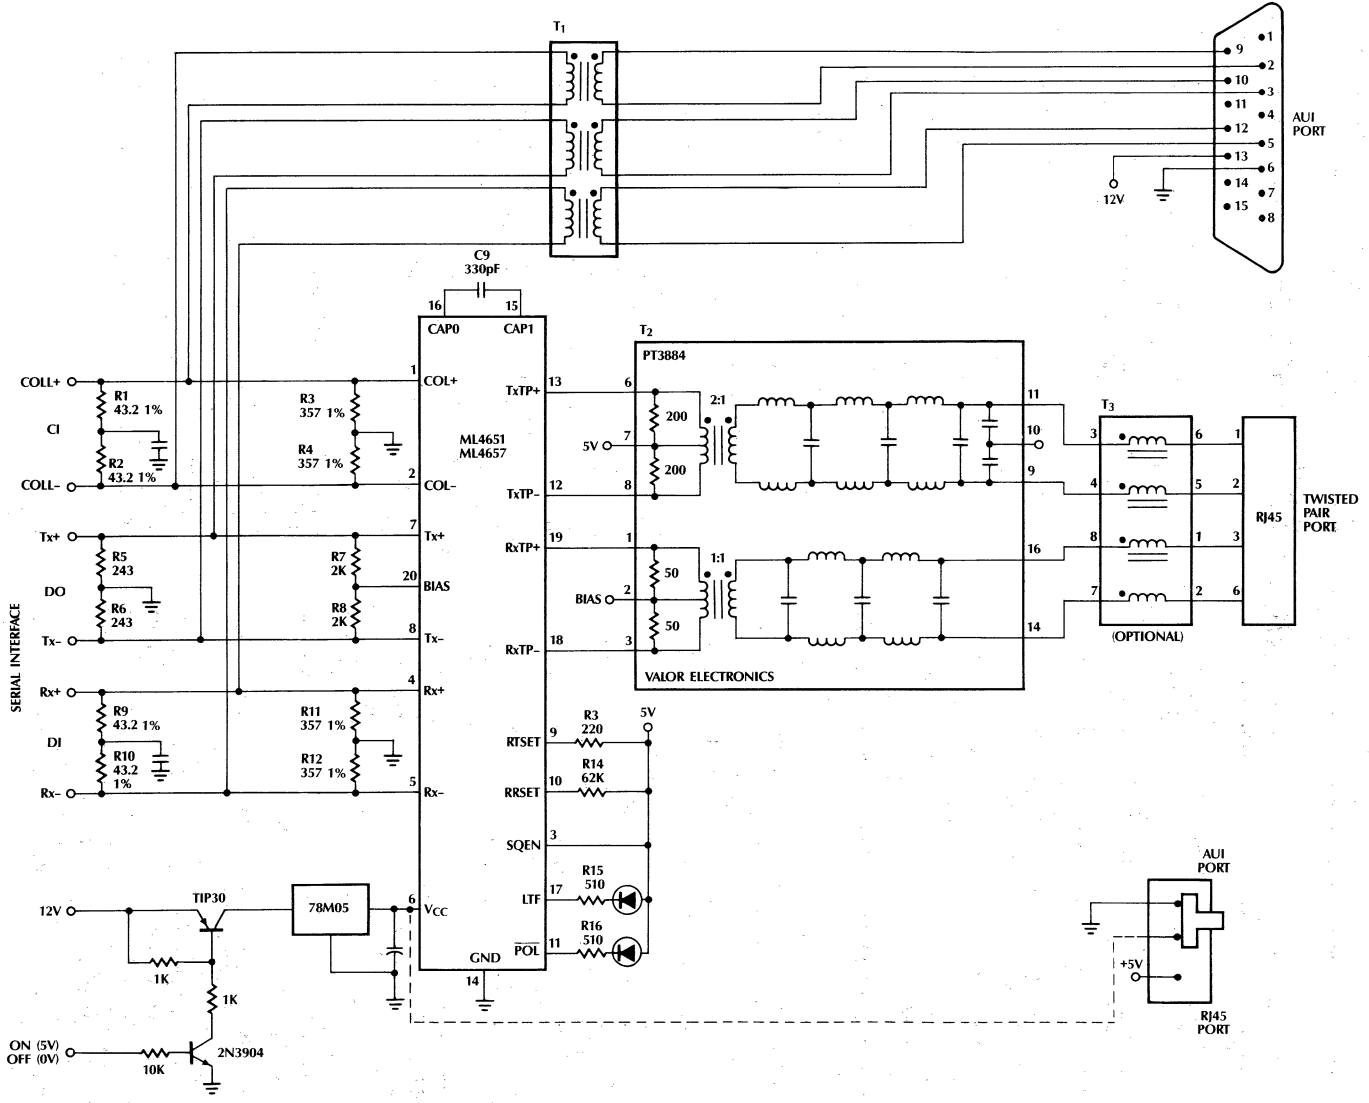 T1
9
1
2
10
3
11
4
12
5
13
6
14
7
15
8
AUI
PORT
12V
C9
330pF
16
15
CAP0
CAP1
ML4651
ML4657
SERIAL INTERFACE
COLL+
CI
COLL–
R1
43.2 1%
R2
43.2 1%
R3
357 1%
R4
357 1%
1
COL+
2
COL–
Tx+
DO
Tx–
R5
243
R6
243
R7
2K
R8
2K
7
Tx+
20
BIAS
8
Tx–
Rx+
DI
Rx–
R9
43.2 1%
R10
43.2
1%
R11
357 1%
R12
357 1%
4
Rx+
5
Rx–
6
VCC
GND
14
TxTP+
13
TxTP–
12
RxTP+
19
RxTP–
18
RTSET
9
R3
220
5V
RRSET
10
R14
62K
SQEN
3
LTF
17
R15
510
POL
11
R16
510
T2
PT3884
6
200
5V
7
200
8
2:1
11
10
9
1
50
BIAS
2
50
3
1:1
16
14
VALOR ELECTRONICS
T3
3
6
4
5
8
1
7
2
(OPTIONAL)
1
2
3
6
RJ45
TWISTED
PAIR
PORT
12V
TIP30
78M05
1K
1K
ON (5V)
OFF (0V)
10K
2N3904
AUI
PORT
+5V
RJ45
PORT